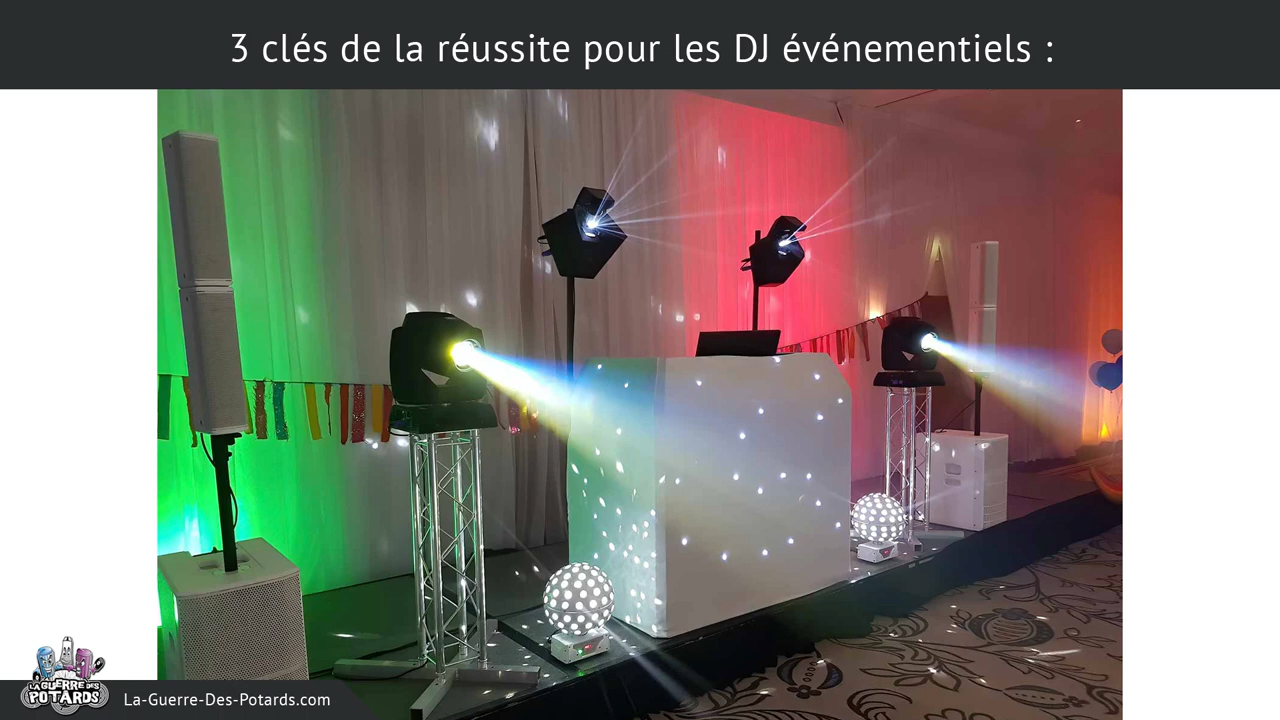 3 clés de la réussite pour les DJ événementiels :
LA GUERRE DES
POTARDS
La-Guerre-Des-Potards.com